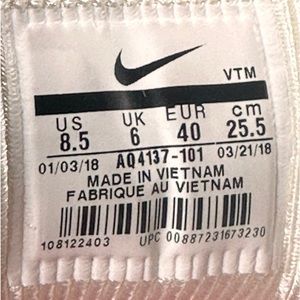 VTM
US UK EUR cm
8.5 6 40 25.5
01/03/18 AQ4137-101 03/21/18
MADE IN VIETNAM
FABRIQUE AU VIETNAM
108122403 UPC 00887231673230